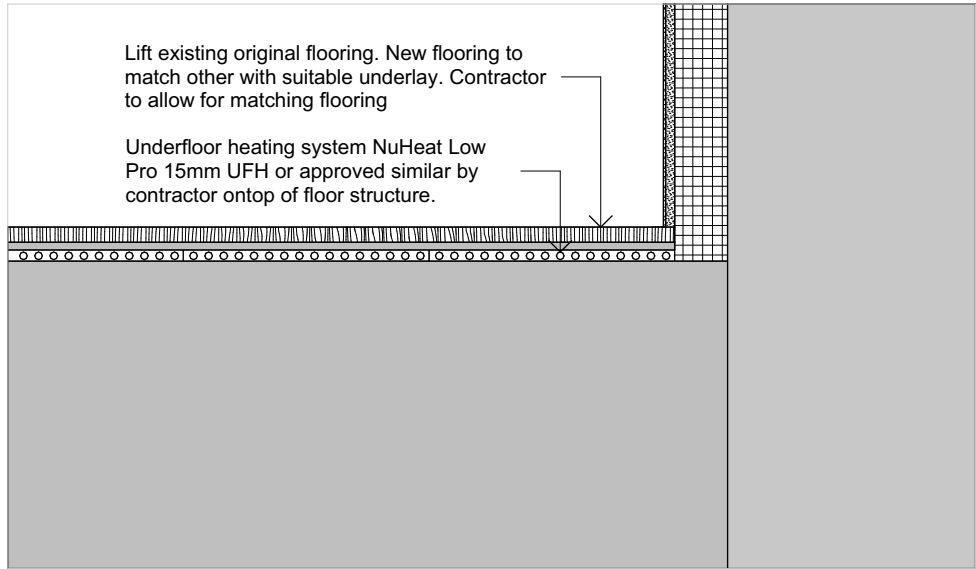 Lift existing original flooring. New flooring to
match other with suitable underlay. Contractor
to allow for matching flooring
Underfloor heating system NuHeat Low
Pro 15mm UFH or approved similar by
contractor ontop of floor structure.